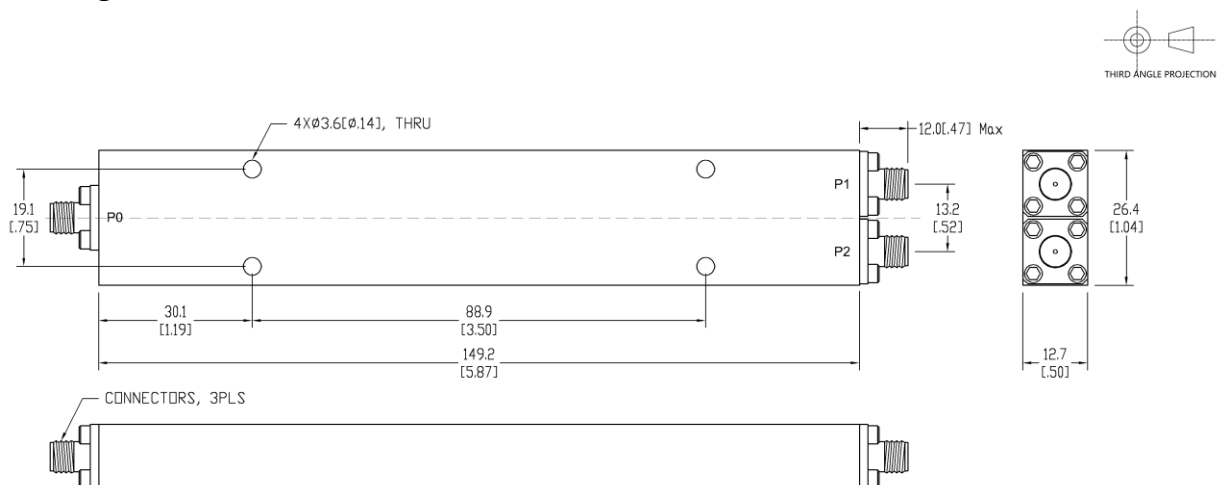 THIRD ANGLE PROJECTION
4XØ3.6[Ø.14], THRU
12.0[.47] Max
P1
19.1
[.75]
P0
13.2
[.52]
26.4
[1.04]
P2
30.1
[1.19]
88.9
[3.50]
149.2
[5.87]
12.7
[.50]
CONNECTORS, 3PLS